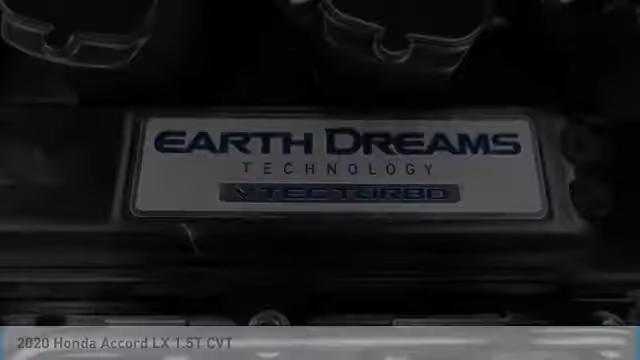 EARTH DREAMS
TECHNOLOGY
VTEC TURBO
2020 Honda Accord LX 1.5T CVT